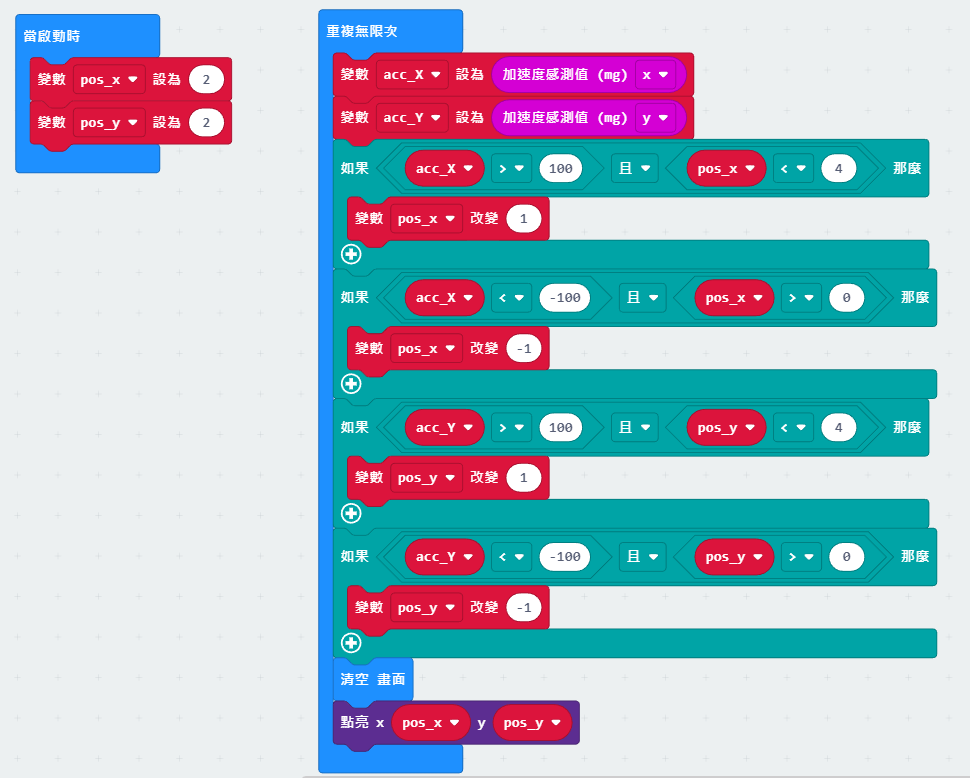 當啟動時
變數 pos_x 設為 2
變數 pos_y 設為 2
重複無限次
變數 acc_X 設為 加速度感測值 (mg) x
變數 acc_Y 設為 加速度感測值 (mg) y
如果 acc_X > 100 且 pos_x < 4 那麼
變數 pos_x 改變 1
如果 acc_X < -100 且 pos_x > 0 那麼
變數 pos_x 改變 -1
如果 acc_Y > 100 且 pos_y < 4 那麼
變數 pos_y 改變 1
如果 acc_Y < -100 且 pos_y > 0 那麼
變數 pos_y 改變 -1
清空 畫面
點亮 x pos_x y pos_y